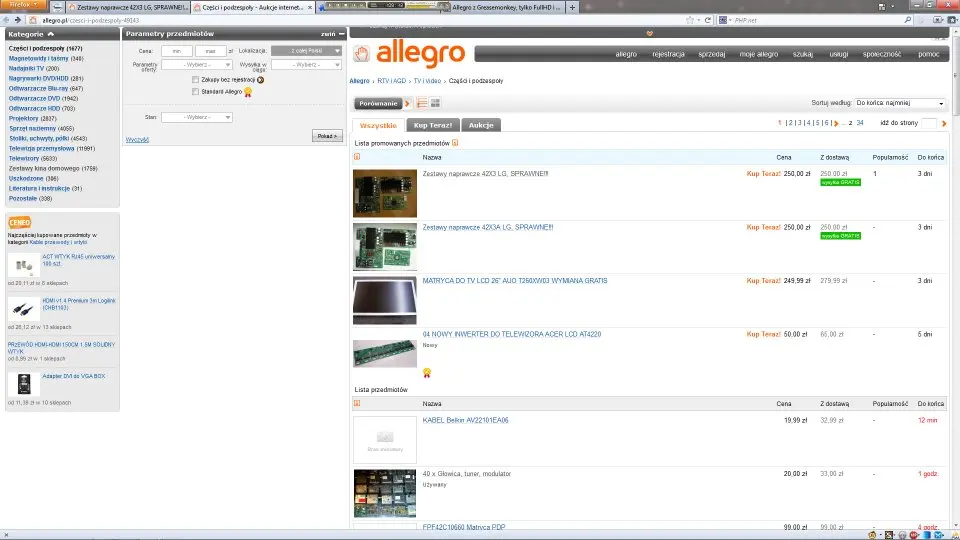 Firefox
Zestawy naprawcze 42X3 LG, SPRAWNE!!!...
Części i podzespoły - Aukcje internet...
Allegro z Greasemonkey, tylko FullHD i ...
allegro.pl/czesci-i-podzespoly-49143
PHP.net
Kategorie
Części i podzespoły (1677)
Magnetowidy i taśmy (348)
Nadajniki TV (200)
Nagrywarki DVD/HDD (281)
Odtwarzacze Blu-ray (647)
Odtwarzacze DVD (1942)
Odtwarzacze HDD (703)
Projektory (2837)
Sprzęt naziemny (4055)
Stoliki, uchwyty, półki (4543)
Telewizja przemysłowa (11991)
Telewizory (5633)
Zestawy kina domowego (1759)
Uszkodzone (306)
Literatura i instrukcje (31)
Pozostałe (338)
CENEO
Najczęściej kupowane przedmioty w
kategorii Kable przewody i wtyki
ACT WTYK RJ45 uniwersalny
100 szt.
od 20,11 zł w 5 sklepach
HDMI v1.4 Premium 3m Logilink
(CHB1103)
od 26,12 zł w 13 sklepach
PRZEWÓD HDMI-HDMI 150CM 1.5M SOLIDNY
WTYK
od 8,99 zł w 1 sklepach
Adapter DVI do VGA BOX
od 11,38 zł w 10 sklepach
Parametry przedmiotów
zwiń
Cena: min max zł Lokalizacja: z całej Polski
Parametry oferty: - Wybierz - Wysyłka w ciągu: - Wybierz -
Zakupy bez rejestracji
Standard Allegro
Stan: - Wybierz -
Wyczyść
Pokaż >
allegro
allegro rejestracja sprzedaj moje allegro szukaj usługi społeczność pomoc
Allegro › RTV i AGD › TV i Video › Części i podzespoły
Porównanie
Sortuj według: Do końca: najmniej
Wszystkie Kup Teraz! Aukcje
1 | 2 | 3 | 4 | 5 | 6 | ... z 34 idź do strony
Lista promowanych przedmiotów
Nazwa Cena Z dostawą Popularność Do końca
Zestawy naprawcze 42X3 LG, SPRAWNE!!! Kup Teraz! 250,00 zł 250,00 zł 1 3 dni
wysyłka GRATIS
Zestawy naprawcze 42X3A LG, SPRAWNE!!! Kup Teraz! 250,00 zł 250,00 zł - 3 dni
wysyłka GRATIS
MATRYCA DO TV LCD 26" AUO T260XW03 WYMIANA GRATIS Kup Teraz! 249,99 zł 279,99 zł - 3 dni
04 NOWY INWERTER DO TELEWIZORA ACER LCD AT4220 Kup Teraz! 50,00 zł 65,00 zł - 5 dni
Nowy
Lista przedmiotów
Nazwa Cena Z dostawą Popularność Do końca
KABEL Belkin AV22101EA06 19,99 zł 32,99 zł - 12 min
Brak miniatury
40 x Głowica, tuner, modulator 20,00 zł 33,00 zł - 1 godz.
Używany
FPF42C10660 Matryca PDP 99,00 zł 99,00 zł - 4 godz.